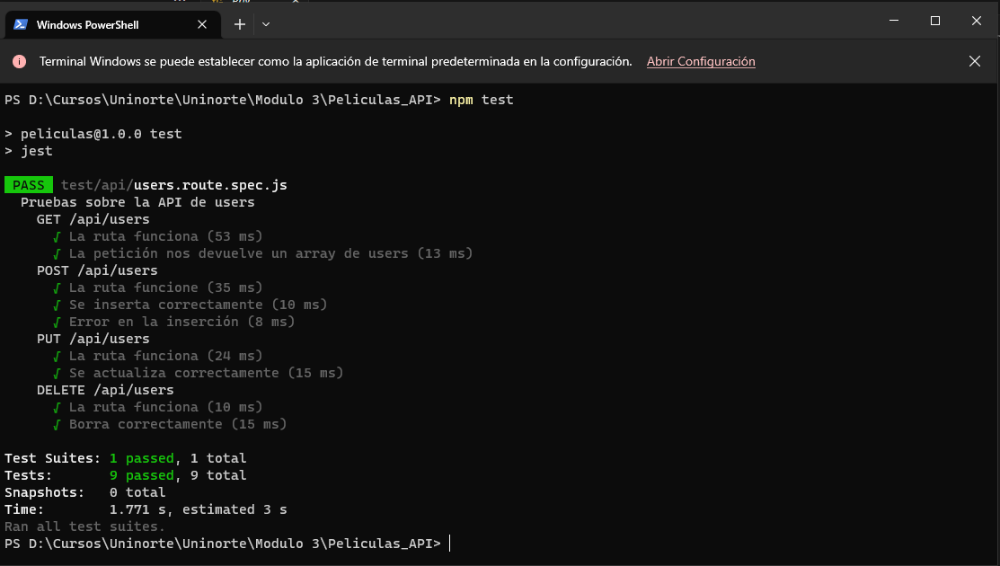 Windows PowerShell
Terminal Windows se puede establecer como la aplicación de terminal predeterminada en la configuración. Abrir Configuración
PS D:\Cursos\Uninorte\Uninorte\Modulo 3\Peliculas_API> npm test
> peliculas@1.0.0 test
> jest
PASS test/api/users.route.spec.js
Pruebas sobre la API de users
GET /api/users
√ La ruta funciona (53 ms)
√ La petición nos devuelve un array de users (13 ms)
POST /api/users
√ La ruta funcione (35 ms)
√ Se inserta correctamente (10 ms)
√ Error en la inserción (8 ms)
PUT /api/users
√ La ruta funciona (24 ms)
√ Se actualiza correctamente (15 ms)
DELETE /api/users
√ La ruta funciona (10 ms)
√ Borra correctamente (15 ms)
Test Suites: 1 passed, 1 total
Tests: 9 passed, 9 total
Snapshots: 0 total
Time: 1.771 s, estimated 3 s
Ran all test suites.
PS D:\Cursos\Uninorte\Uninorte\Modulo 3\Peliculas_API>